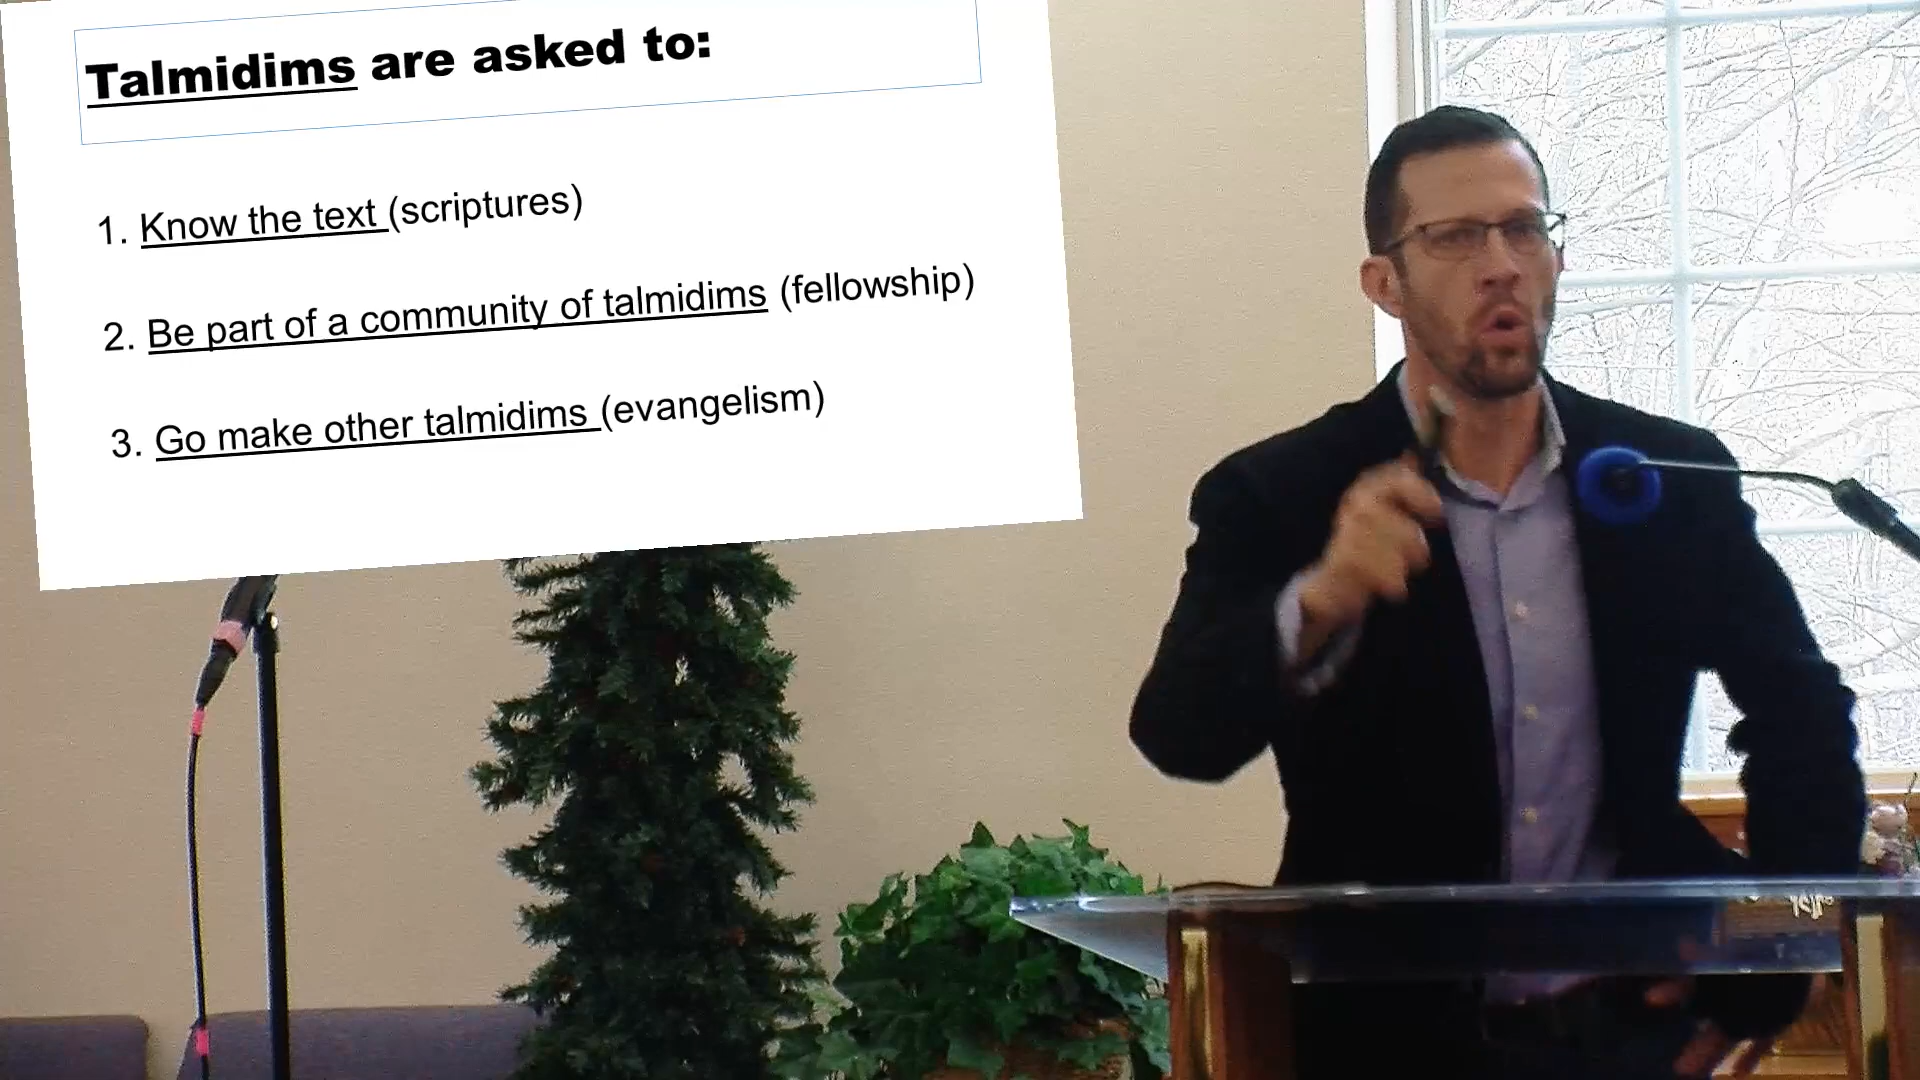 Talmidims are asked to:
1. Know the text (scriptures)
2. Be part of a community of talmidims (fellowship)
3. Go make other talmidims (evangelism)